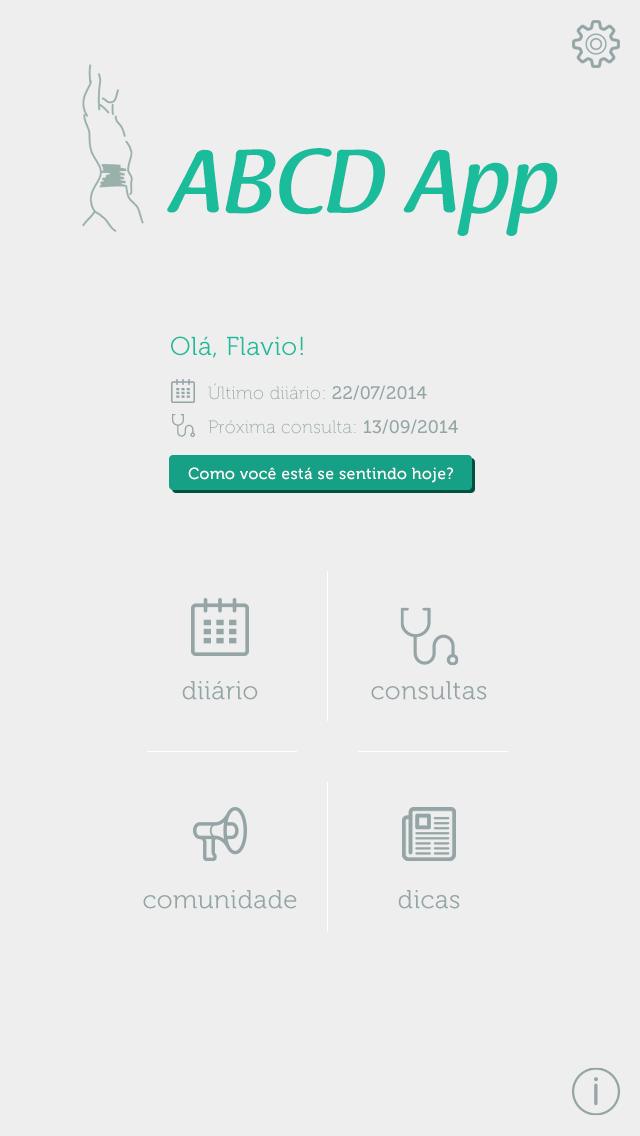 ABCD App
Olá, Flavio!
Último diiário: 22/07/2014
Próxima consulta: 13/09/2014
Como você está se sentindo hoje?
diiário
consultas
comunidade
dicas
i